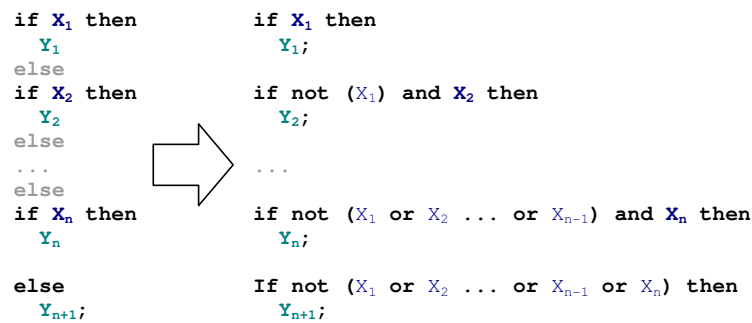 if X₁ then
Y₁
else
if X₂ then
Y₂
else
...
else
if Xₙ then
Yₙ
else
Yₙ₊₁;
if X₁ then
Y₁;
if not (X₁) and X₂ then
Y₂;
...
if not (X₁ or X₂ ... or Xₙ₋₁) and Xₙ then
Yₙ;
If not (X₁ or X₂ ... or Xₙ₋₁ or Xₙ) then
Yₙ₊₁;